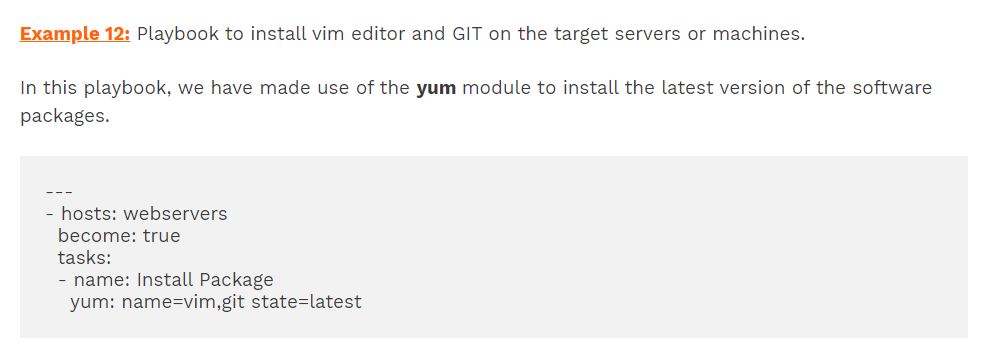 Example 12: Playbook to install vim editor and GIT on the target servers or machines.
In this playbook, we have made use of the yum module to install the latest version of the software
packages.
---
- hosts: webservers
  become: true
  tasks:
  - name: Install Package
    yum: name=vim,git state=latest